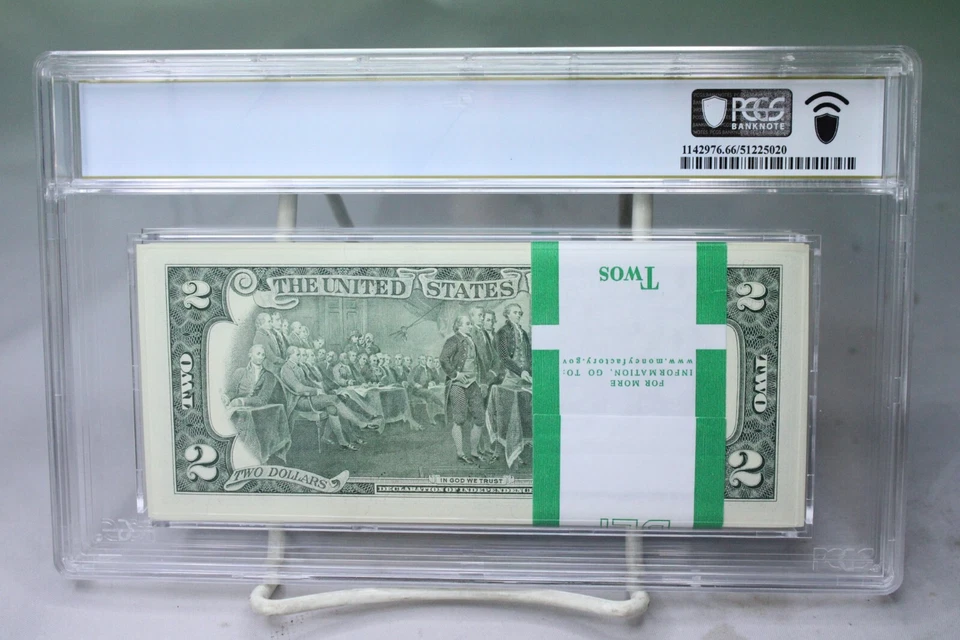 PCGS
BANKNOTE
1142976.66/51225020
TWOS
THE UNITED STATES
2
2
TWO
TWO
www.moneyfactory.gov
INFORMATION, GO TO:
FOR MORE
2
2
TWO DOLLARS
IN GOD WE TRUST
DECLARATION OF INDEPENDENCE
PCGS